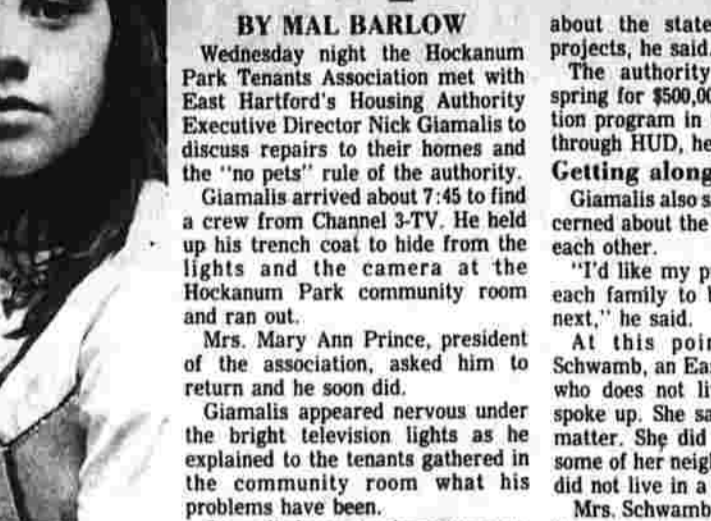 BY MAL BARLOW
Wednesday night the Hockanum
Park Tenants Association met with
East Hartford's Housing Authority
Executive Director Nick Giamalis to
discuss repairs to their homes and
the "no pets" rule of the authority.
Giamalis arrived about 7:45 to find
a crew from Channel 3-TV. He held
up his trench coat to hide from the
lights and the camera at the
Hockanum Park community room
and ran out.
Mrs. Mary Ann Prince, president
of the association, asked him to
return and he soon did.
Giamalis appeared nervous under
the bright television lights as he
explained to the tenants gathered in
the community room what his
problems have been.
about the state
projects, he said.
The authority
spring for $500,00
tion program in
through HUD, he
Getting along
Giamalis also s
cerned about the
each other.
"I'd like my p
each family to
next," he said.
At this poi
Schwamb, an Ea
who does not li
spoke up. She sa
matter. She did
some of her neig
did not live in a
Mrs. Schwamb